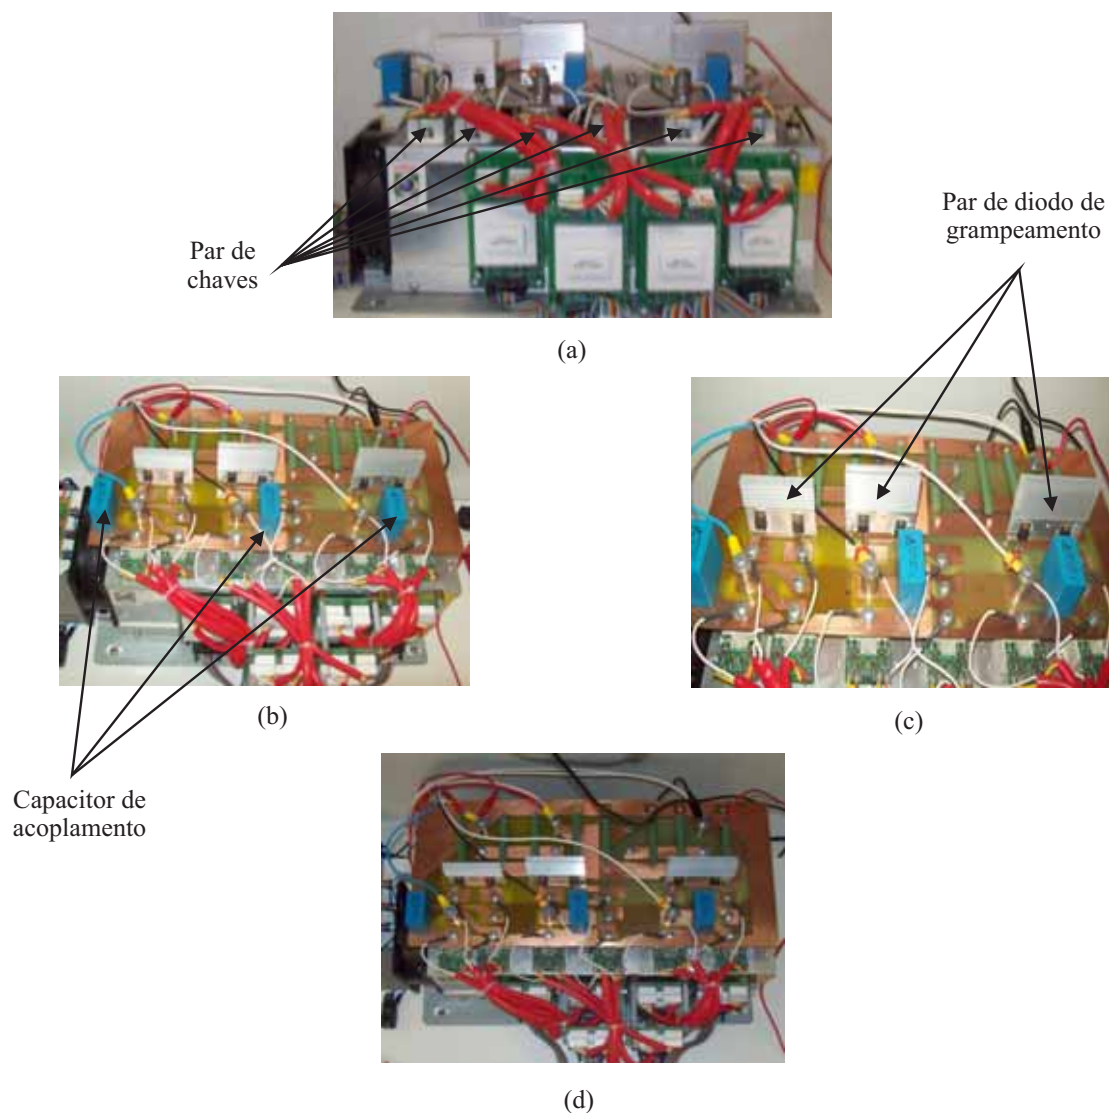 Par de
chaves
Par de diodo de
grampeamento
(a)
(b)
(c)
Capacitor de
acoplamento
(d)